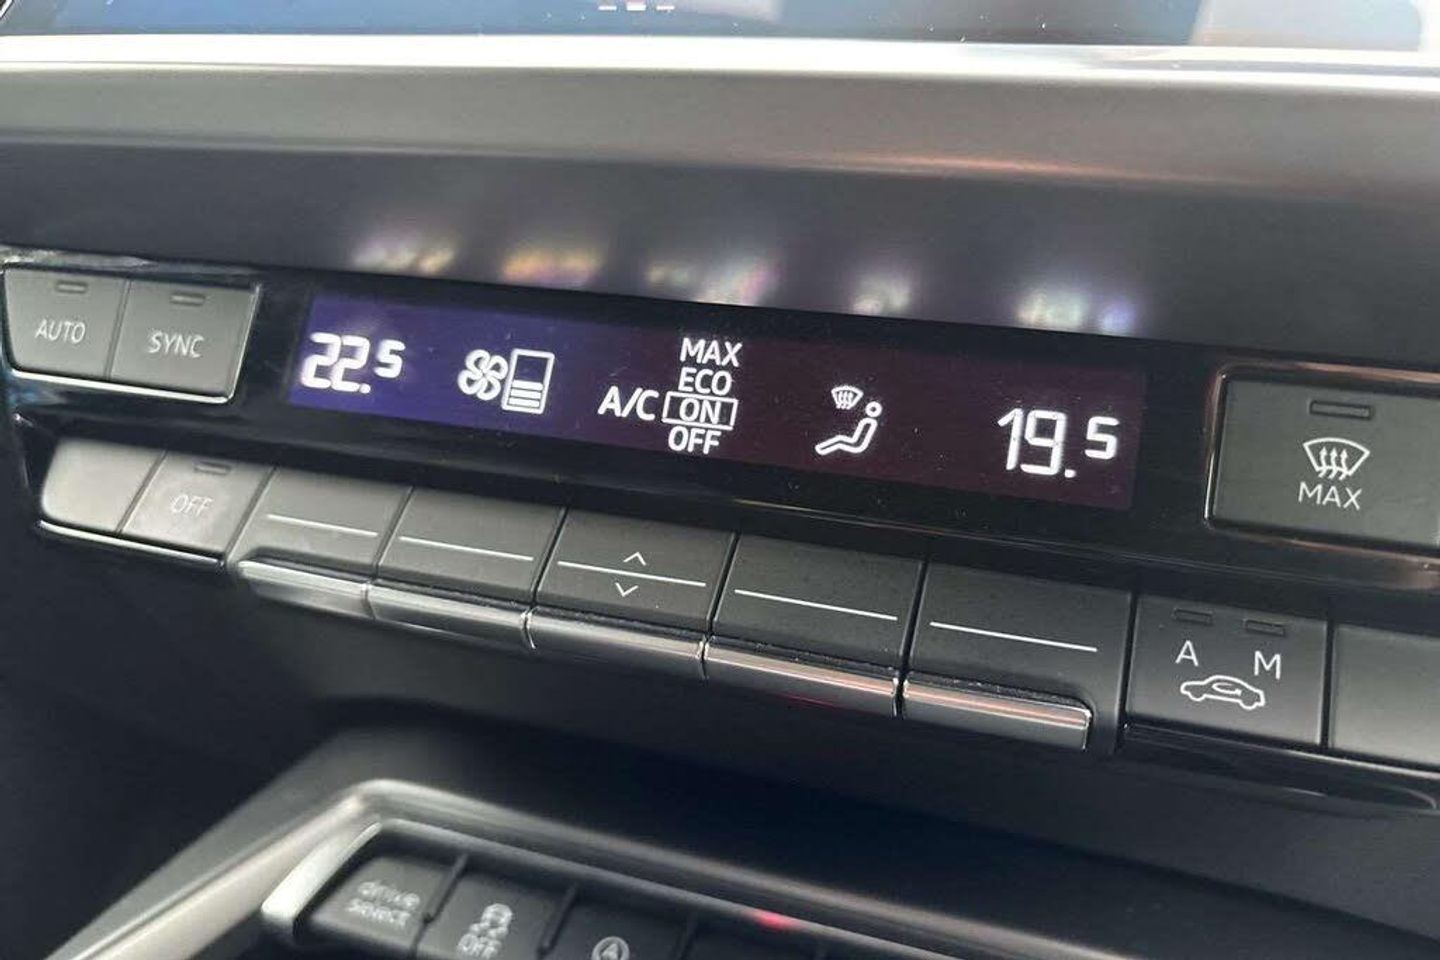 AUTO SYNC
22.5
MAX
ECO
A/C ON
OFF
19.5
MAX
OFF
A M
drive
select
OFF
A